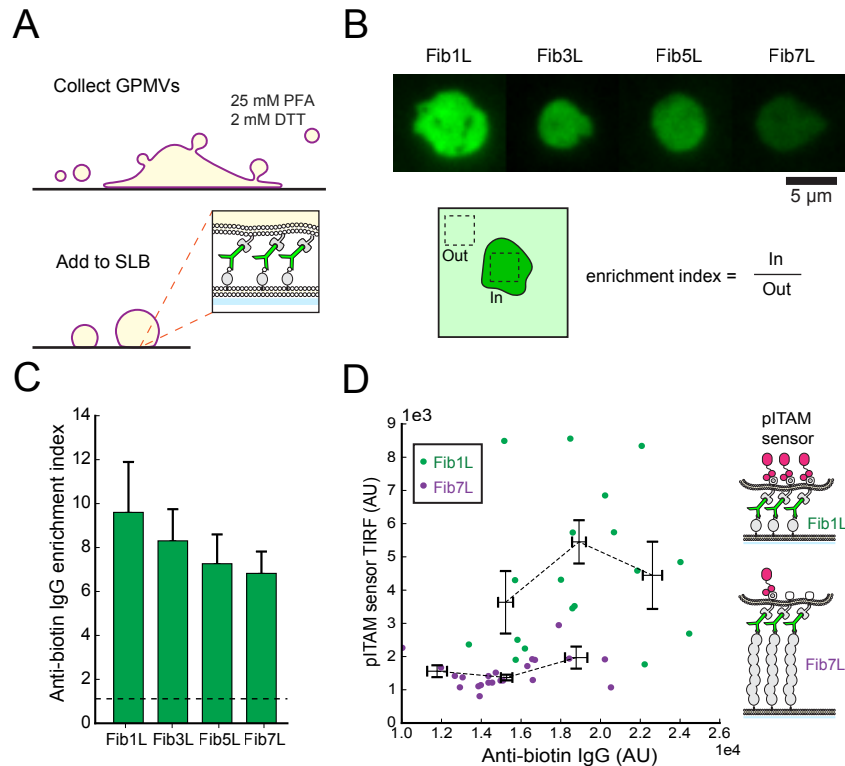 A
Collect GPMVs
25 mM PFA
2 mM DTT
Add to SLB
B
Fib1L Fib3L Fib5L Fib7L
5 µm
Out
In
enrichment index = In
Out
C
Anti-biotin IgG enrichment index
14
12
10
8
6
4
2
0
Fib1L Fib3L Fib5L Fib7L
D
1e3
pITAM sensor TIRF (AU)
9
8
7
6
5
4
3
2
1
0
Fib1L
Fib7L
1.0 1.2 1.4 1.6 1.8 2.0 2.2 2.4 2.6
1e4
Anti-biotin IgG (AU)
pITAM
sensor
Fib1L
Fib7L